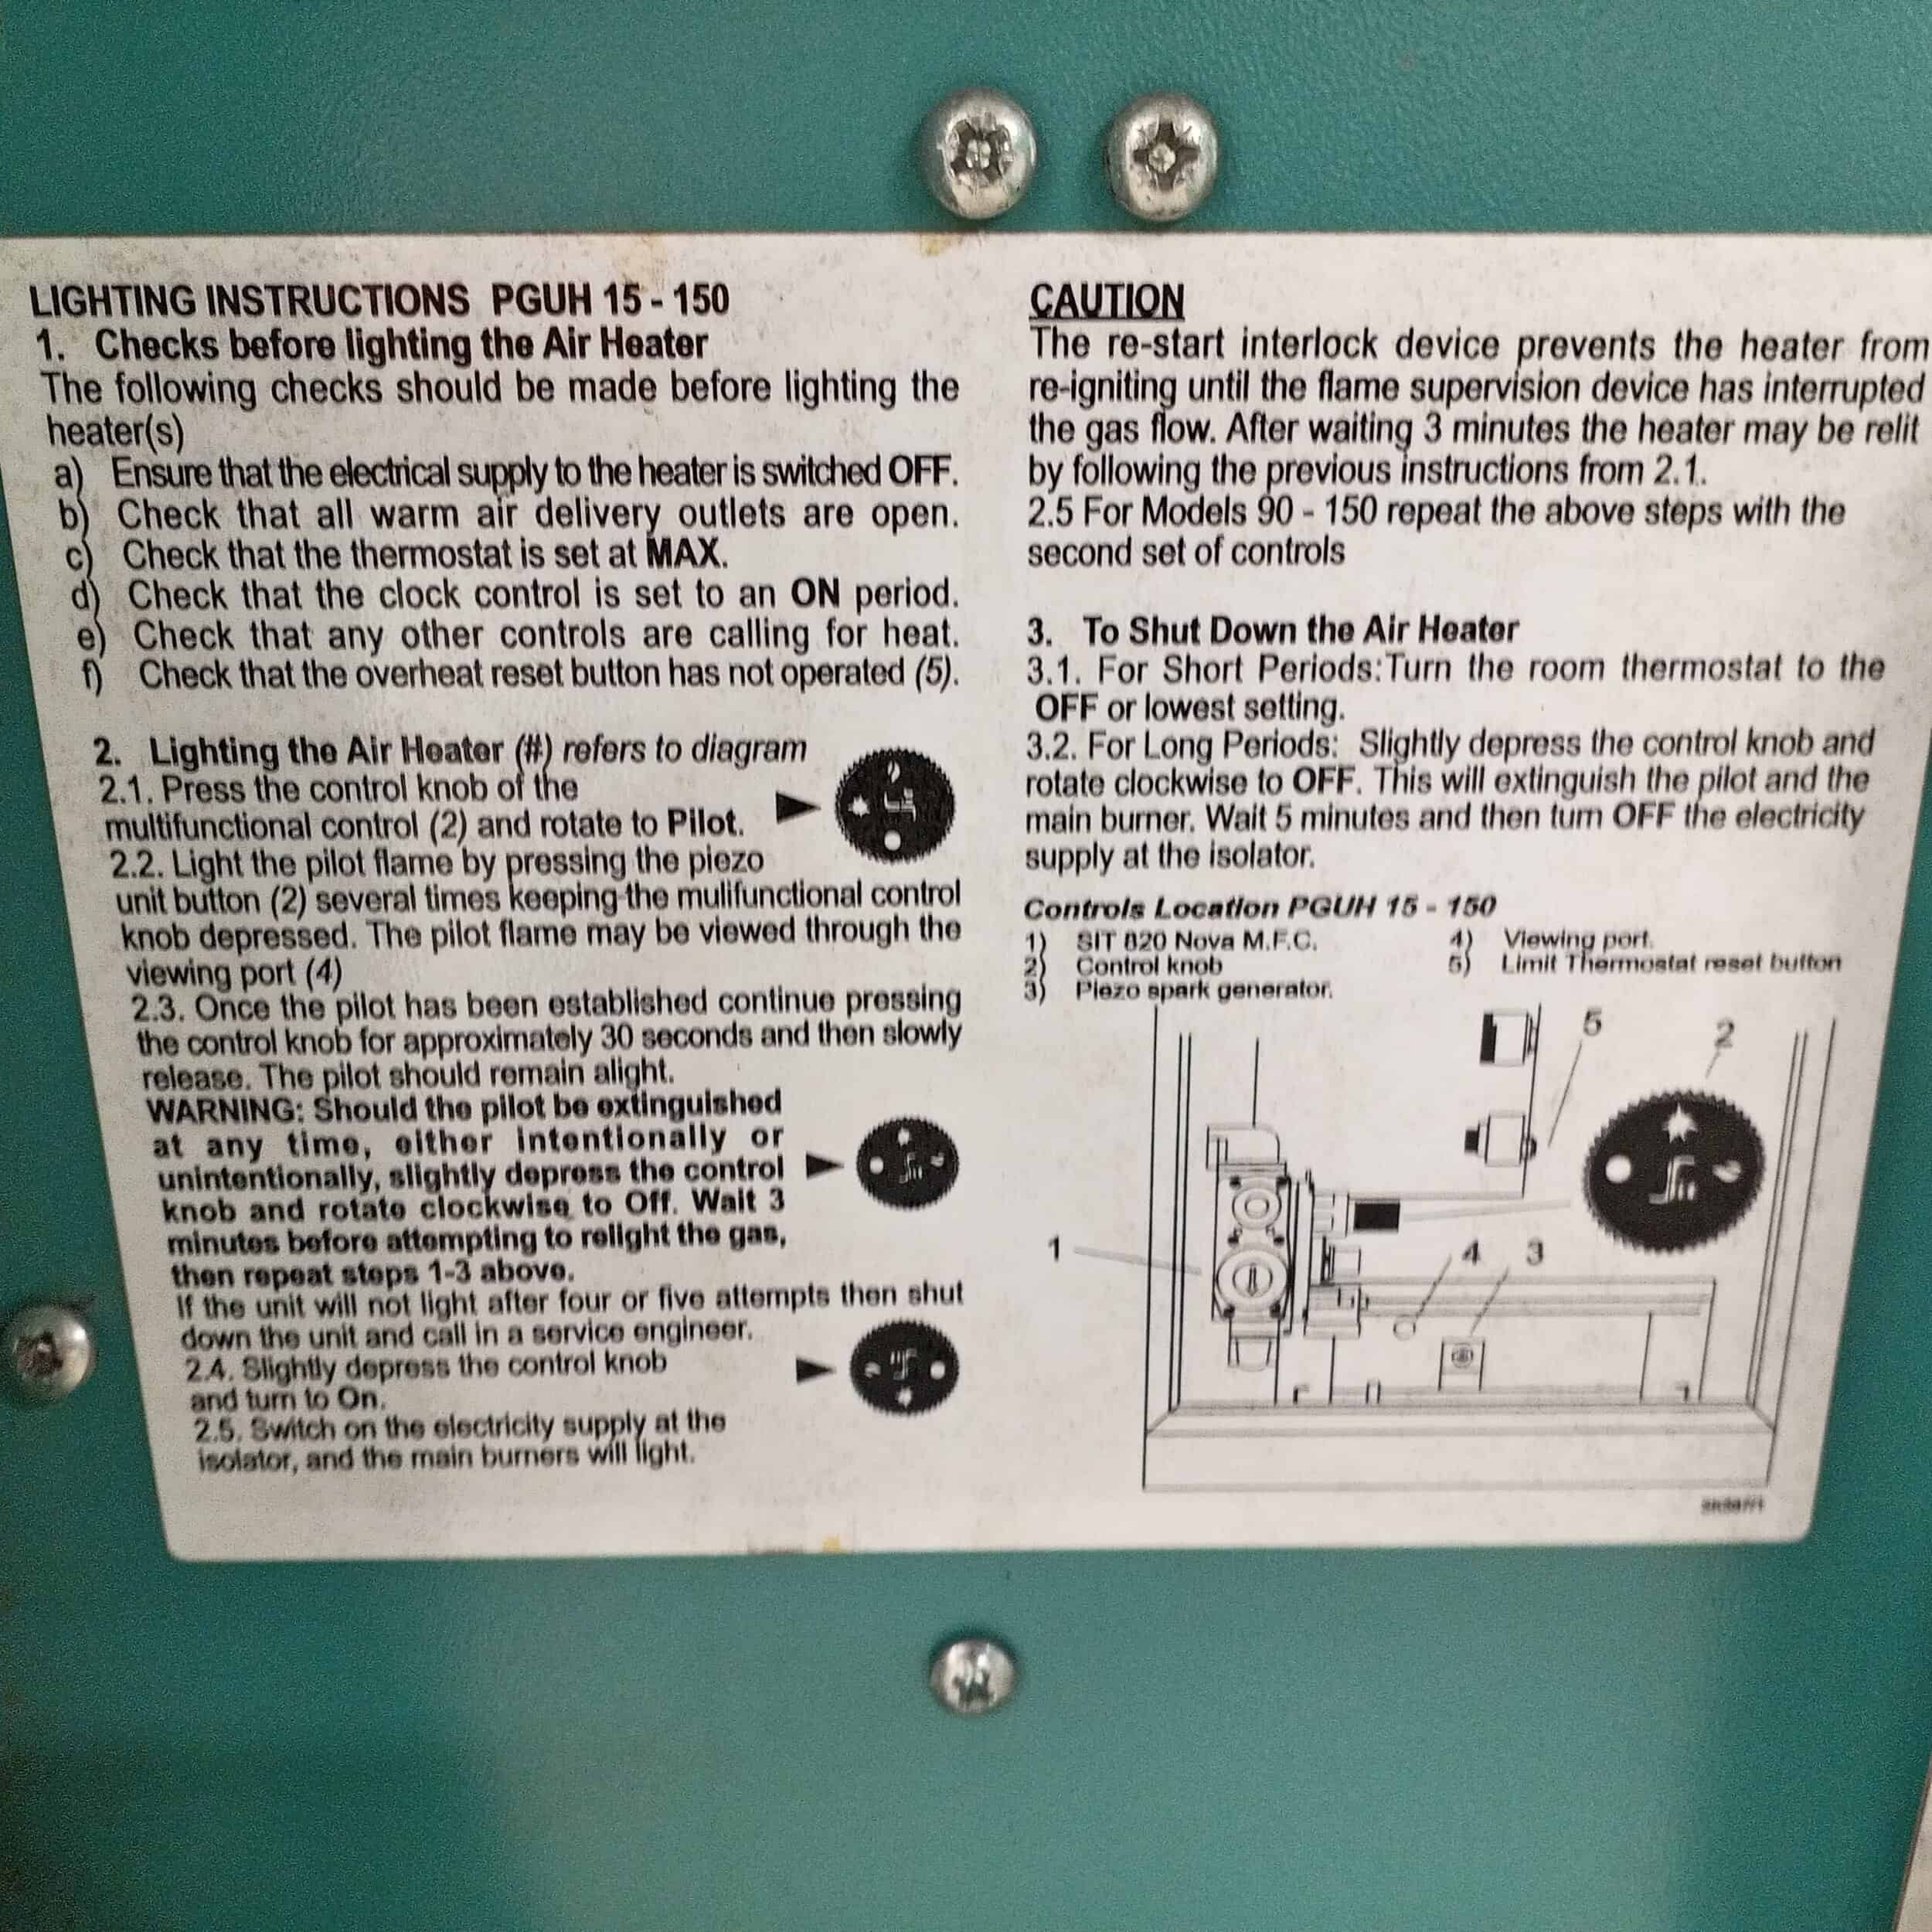 LIGHTING INSTRUCTIONS PGUH 15 - 150
1. Checks before lighting the Air Heater
The following checks should be made before lighting the
heater(s)
a) Ensure that the electrical supply to the heater is switched OFF.
b) Check that all warm air delivery outlets are open.
c) Check that the thermostat is set at MAX.
d) Check that the clock control is set to an ON period.
e) Check that any other controls are calling for heat.
f) Check that the overheat reset button has not operated (5).
2. Lighting the Air Heater (#) refers to diagram
2.1. Press the control knob of the
multifunctional control (2) and rotate to Pilot.
2.2. Light the pilot flame by pressing the piezo
unit button (2) several times keeping the mulifunctional control
knob depressed. The pilot flame may be viewed through the
viewing port (4)
2.3. Once the pilot has been established continue pressing
the control knob for approximately 30 seconds and then slowly
release. The pilot should remain alight.
WARNING: Should the pilot be extinguished
at any time, either intentionally or
unintentionally, slightly depress the control
knob and rotate clockwise to Off. Wait 3
minutes before attempting to relight the gas,
then repeat steps 1-3 above.
If the unit will not light after four or five attempts then shut
down the unit and call in a service engineer.
2.4. Slightly depress the control knob
and turn to On.
2.5. Switch on the electricity supply at the
isolator, and the main burners will light.
CAUTION
The re-start interlock device prevents the heater from
re-igniting until the flame supervision device has interrupted
the gas flow. After waiting 3 minutes the heater may be relit
by following the previous instructions from 2.1.
2.5 For Models 90 - 150 repeat the above steps with the
second set of controls
3. To Shut Down the Air Heater
3.1. For Short Periods:Turn the room thermostat to the
OFF or lowest setting.
3.2. For Long Periods: Slightly depress the control knob and
rotate clockwise to OFF. This will extinguish the pilot and the
main burner. Wait 5 minutes and then turn OFF the electricity
supply at the isolator.
Controls Location PGUH 15 - 150
1) SIT 820 Nova M.F.C.
2) Control knob
3) Piezo spark generator.
4) Viewing port.
5) Limit Thermostat reset button
5
2
1
4
3